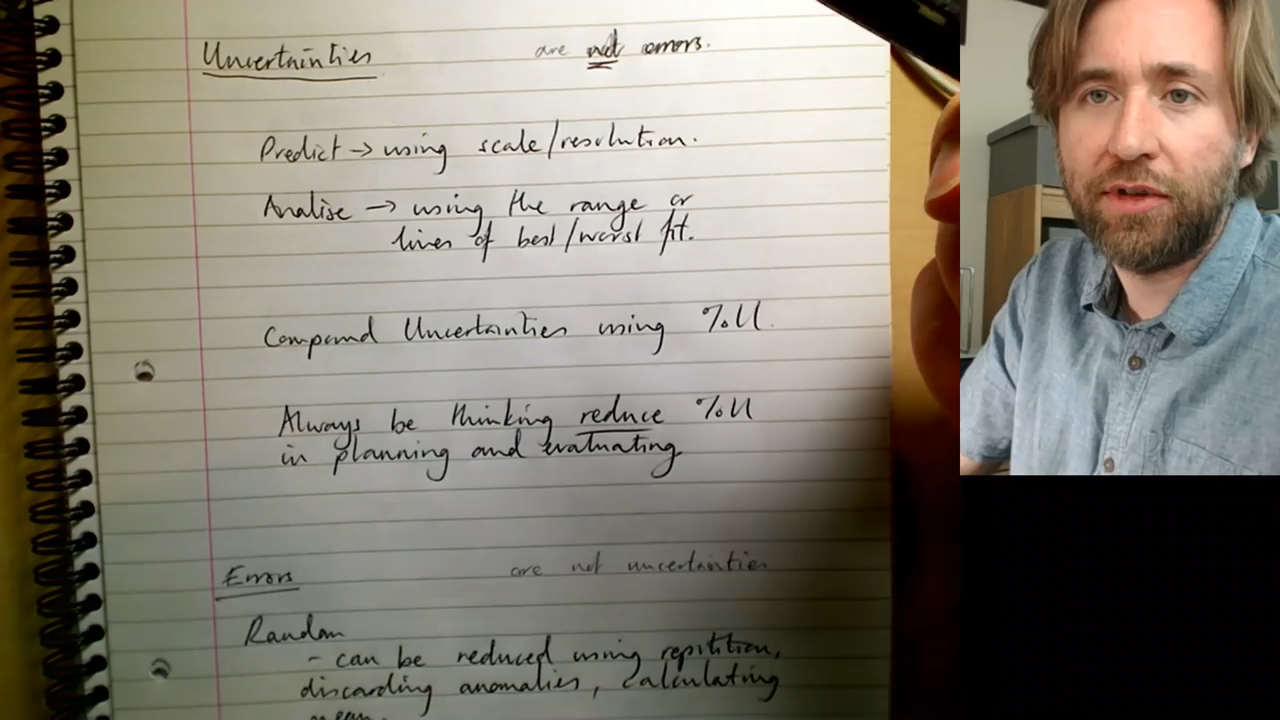 Uncertainties are not errors.
Predict → using scale/resolution.
Analise → using the range or
lines of best/worst fit.
Compound Uncertainties using %U.
Always be thinking reduce %U
in planning and evaluating
Errors are not uncertainties
Random
- can be reduced using repitition,
discarding anomalies, calculating
mean.